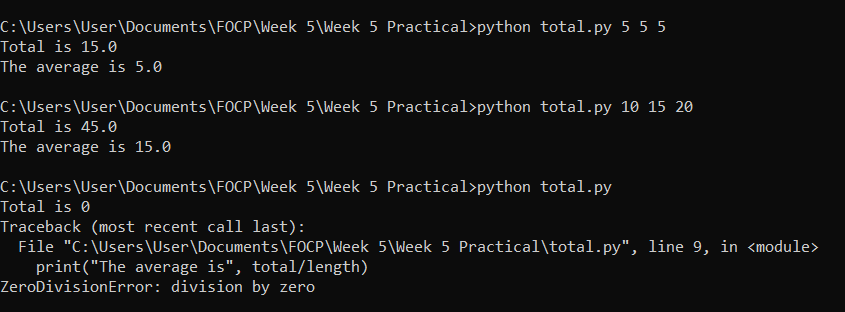 C:\Users\User\Documents\FOCP\Week 5\Week 5 Practical>python total.py 5 5 5
Total is 15.0
The average is 5.0
C:\Users\User\Documents\FOCP\Week 5\Week 5 Practical>python total.py 10 15 20
Total is 45.0
The average is 15.0
C:\Users\User\Documents\FOCP\Week 5\Week 5 Practical>python total.py
Total is 0
Traceback (most recent call last):
  File "C:\Users\User\Documents\FOCP\Week 5\Week 5 Practical\total.py", line 9, in <module>
    print("The average is", total/length)
ZeroDivisionError: division by zero